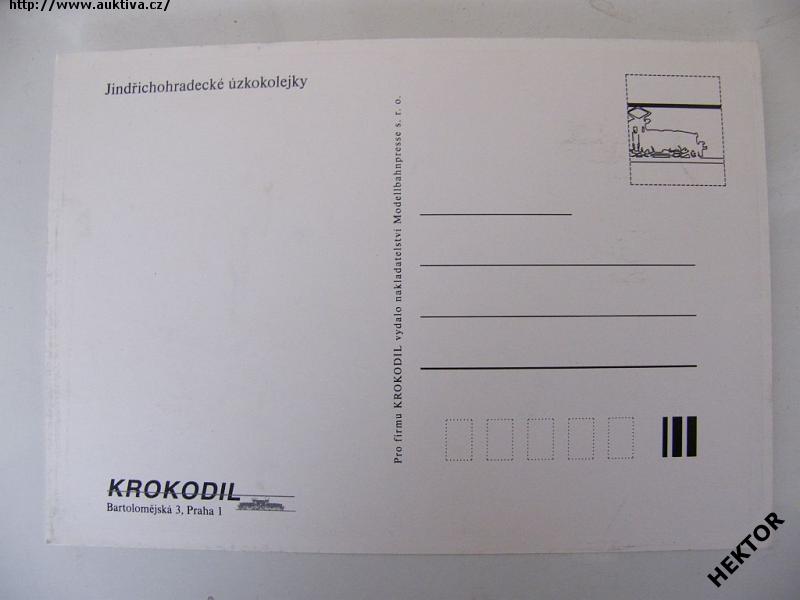 http://www.auktiva.cz/
Jindřichohradecké úzkokolejky
Pro firmu KROKODIL vydalo nakladatelství Modellbahnpresse s. r. o.
KROKODIL
Bartolomějská 3, Praha 1
HEKTOR